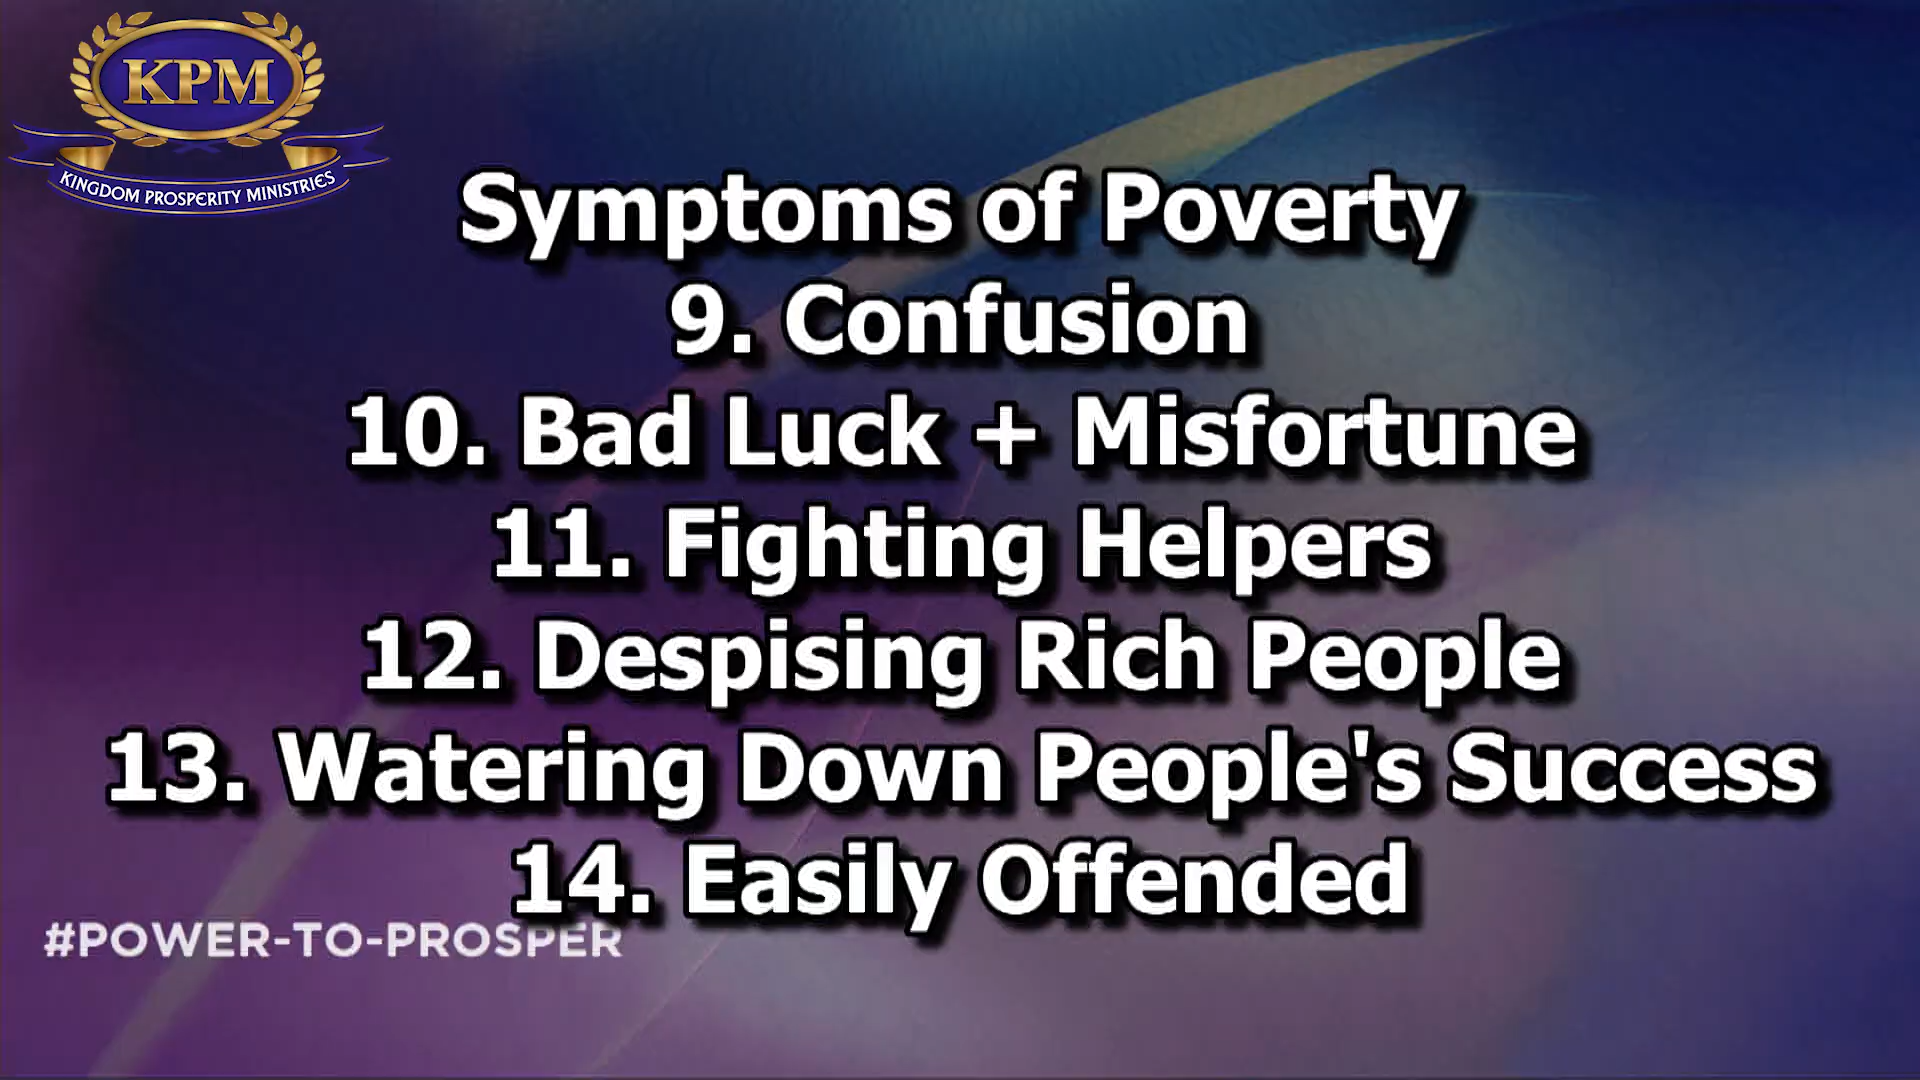 KPM
KINGDOM PROSPERITY MINISTRIES
Symptoms of Poverty
9. Confusion
10. Bad Luck + Misfortune
11. Fighting Helpers
12. Despising Rich People
13. Watering Down People's Success
14. Easily Offended
#POWER-TO-PROSPER